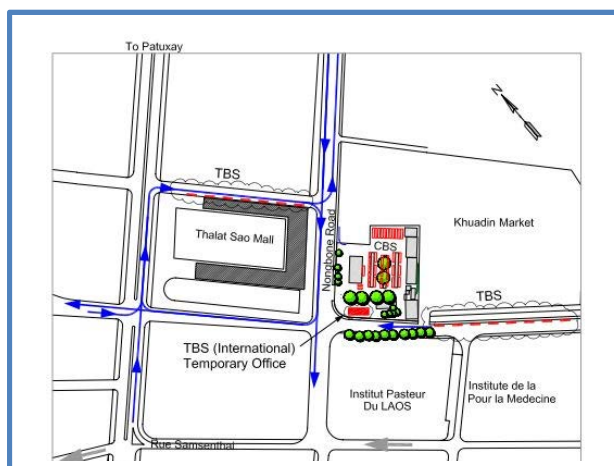 To Patuxay
N
TBS
Thalat Sao Mall
Nongbone Road
CBS
Khuadin Market
TBS
TBS (International)
Temporary Office
Institut Pasteur
Du LAOS
Institute de la
Pour la Medecine
Rue Samsenthai